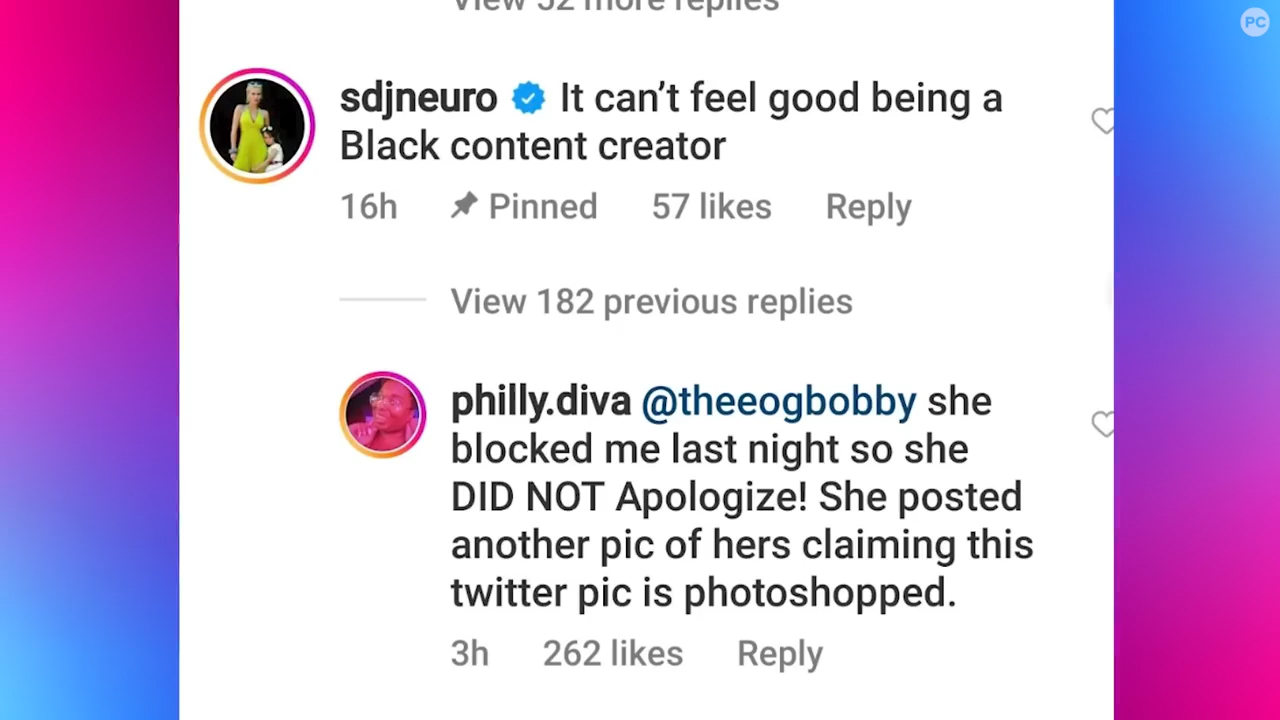 View 52 more replies
PC
sdjneuro It can't feel good being a
Black content creator
16h Pinned 57 likes Reply
View 182 previous replies
philly.diva @theeogbobby she
blocked me last night so she
DID NOT Apologize! She posted
another pic of hers claiming this
twitter pic is photoshopped.
3h 262 likes Reply